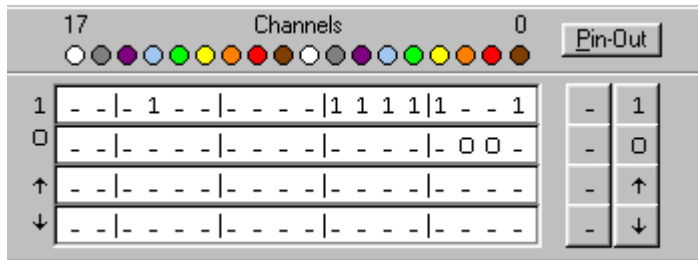 17 Channels 0 Pin-Out
1 - -|- 1 - -|- - - -|1 1 1 1|1 - - 1 - 1
0 - -|- - - -|- - - -|- - - -|- 0 0 - - 0
↑ - -|- - - -|- - - -|- - - -|- - - - - ↑
↓ - -|- - - -|- - - -|- - - -|- - - - - ↓